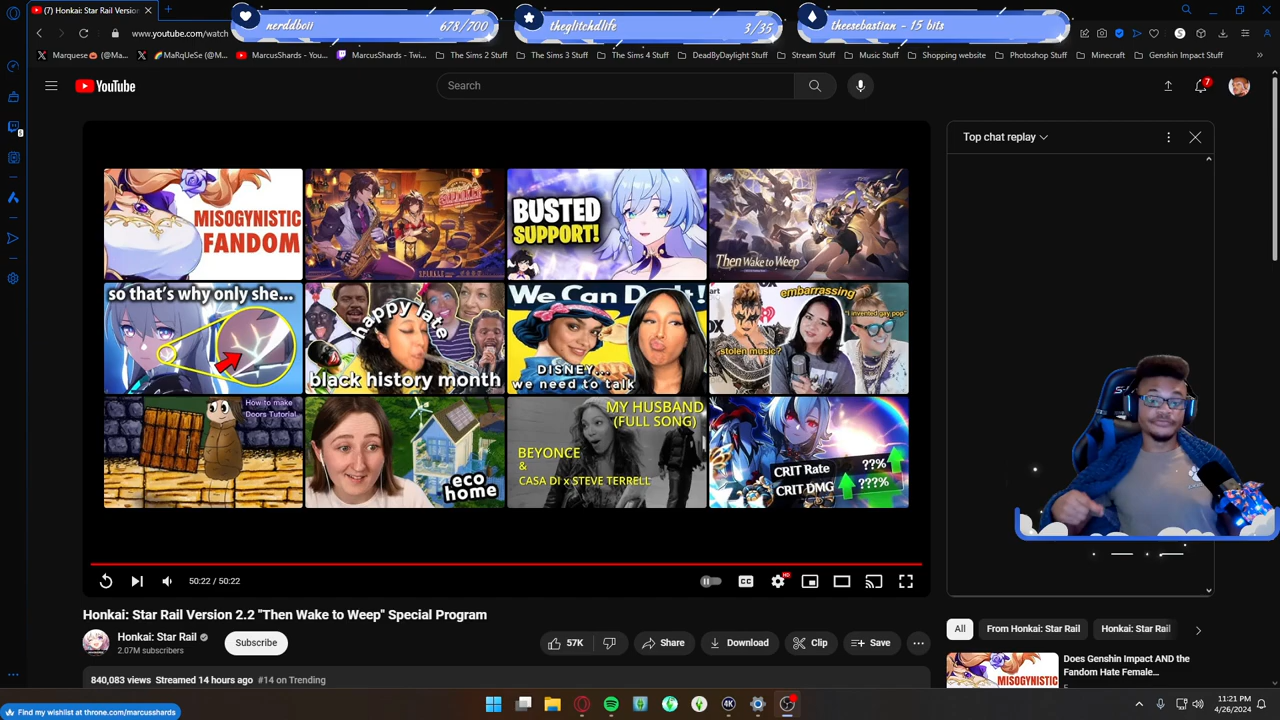 (7) Honkai: Star Rail Version
www.youtube.com/watch
nerddboii
678/700
theglitchdlife
3/35
theesebastian - 15 bits
Marquese🎃 (@Ma...
🌈MaRQuESe (@M...
MarcusShards - You...
MarcusShards - Twi...
The Sims 2 Stuff
The Sims 3 Stuff
The Sims 4 Stuff
DeadByDaylight Stuff
Stream Stuff
Music Stuff
Shopping website
Photoshop Stuff
Minecraft
Genshin Impact Stuff
YouTube
Search
7
Top chat replay
MISOGYNISTIC
FANDOM
BUSTED
SUPPORT!
Then Wake to Weep
so that's why only she...
happy late
black history month
We Can Do It!
DISNEY...
we need to talk
embarrassing
"I invented gay pop"
stolen music?
How to make
Doors Tutorial
eco
home
MY HUSBAND
(FULL SONG)
BEYONCE
&
CASA DI x STEVE TERRELL
CRIT Rate ??%
CRIT DMG ???%
50:22 / 50:22
CC
HD
Honkai: Star Rail Version 2.2 "Then Wake to Weep" Special Program
Honkai: Star Rail
2.07M subscribers
Subscribe
57K
Share
Download
Clip
Save
840,083 views Streamed 14 hours ago #14 on Trending
All
From Honkai: Star Rail
Honkai: Star Rail
MISOGYNISTIC
Does Genshin Impact AND the
Fandom Hate Female...
Find my wishlist at throne.com/marcusshards
11:21 PM
4/26/2024